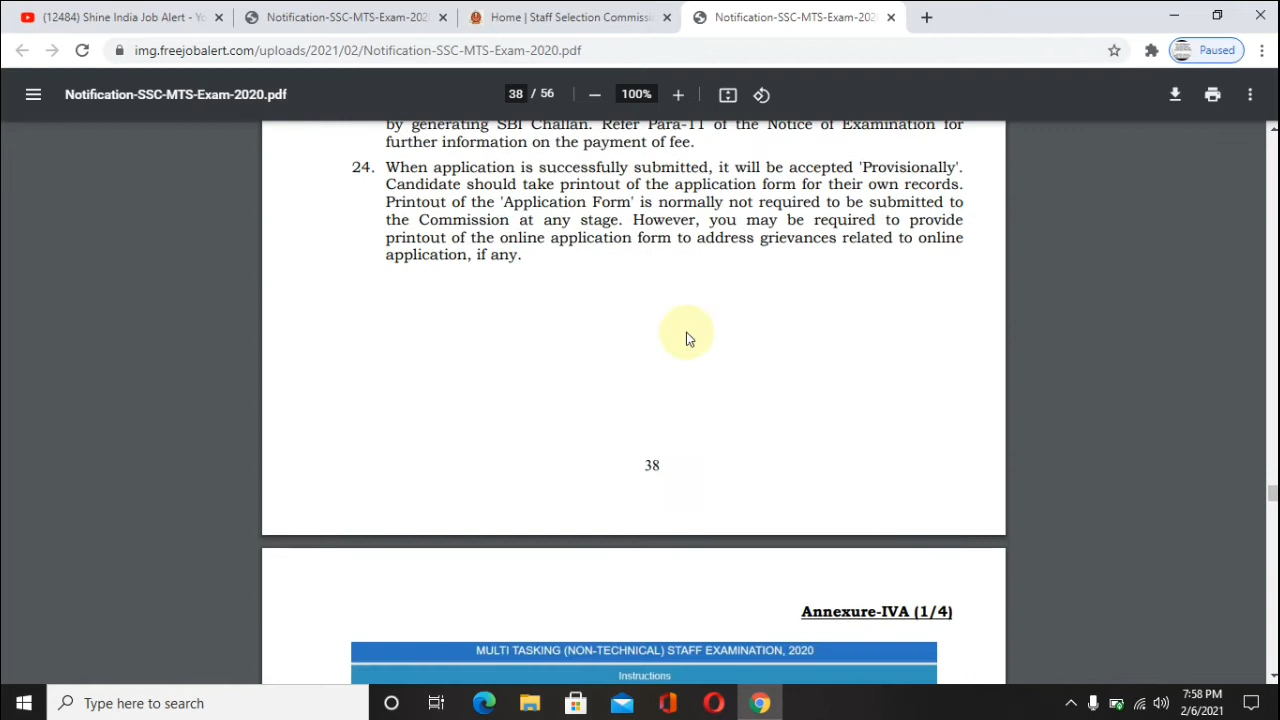 (12484) Shine India Job Alert - Yo
Notification-SSC-MTS-Exam-2020.
Home | Staff Selection Commissi
Notification-SSC-MTS-Exam-202
img.freejobalert.com/uploads/2021/02/Notification-SSC-MTS-Exam-2020.pdf
Paused
Notification-SSC-MTS-Exam-2020.pdf
38 / 56
100%
by generating SBI Challan. Refer Para-11 of the Notice of Examination for
further information on the payment of fee.
24. When application is successfully submitted, it will be accepted 'Provisionally'.
Candidate should take printout of the application form for their own records.
Printout of the 'Application Form' is normally not required to be submitted to
the Commission at any stage. However, you may be required to provide
printout of the online application form to address grievances related to online
application, if any.
38
Annexure-IVA (1/4)
MULTI TASKING (NON-TECHNICAL) STAFF EXAMINATION, 2020
Instructions
Type here to search
7:58 PM
2/6/2021